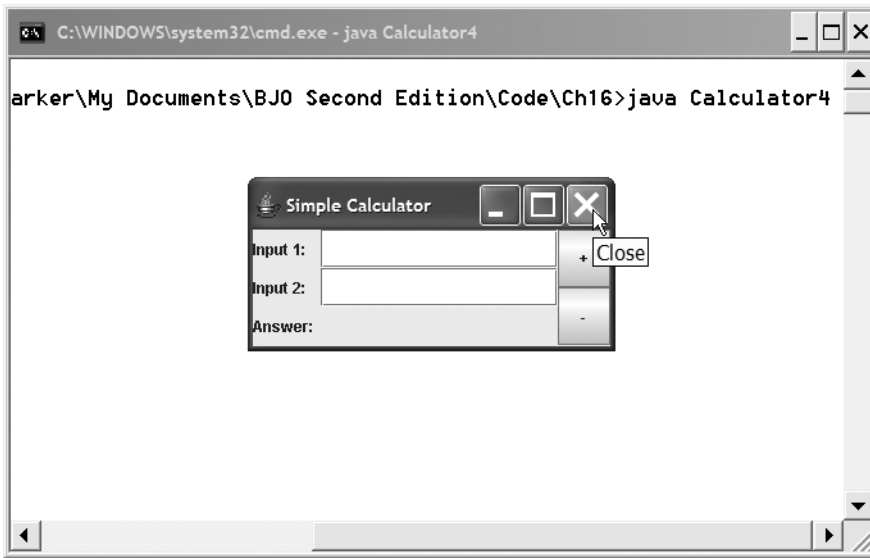 C:\WINDOWS\system32\cmd.exe - java Calculator4
arker\My Documents\BJO Second Edition\Code\Ch16>java Calculator4
Simple Calculator
Input 1:
+
Close
Input 2:
-
Answer: